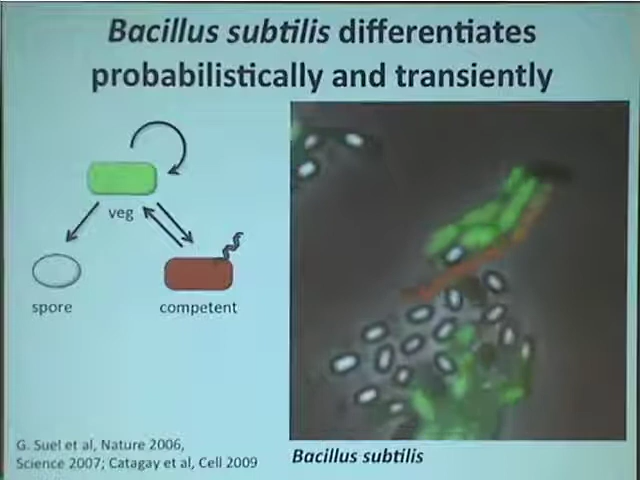 Bacillus subtilis differentiates
probabilistically and transiently
veg
spore
competent
G. Suel et al, Nature 2006,
Science 2007; Catagay et al, Cell 2009
Bacillus subtilis